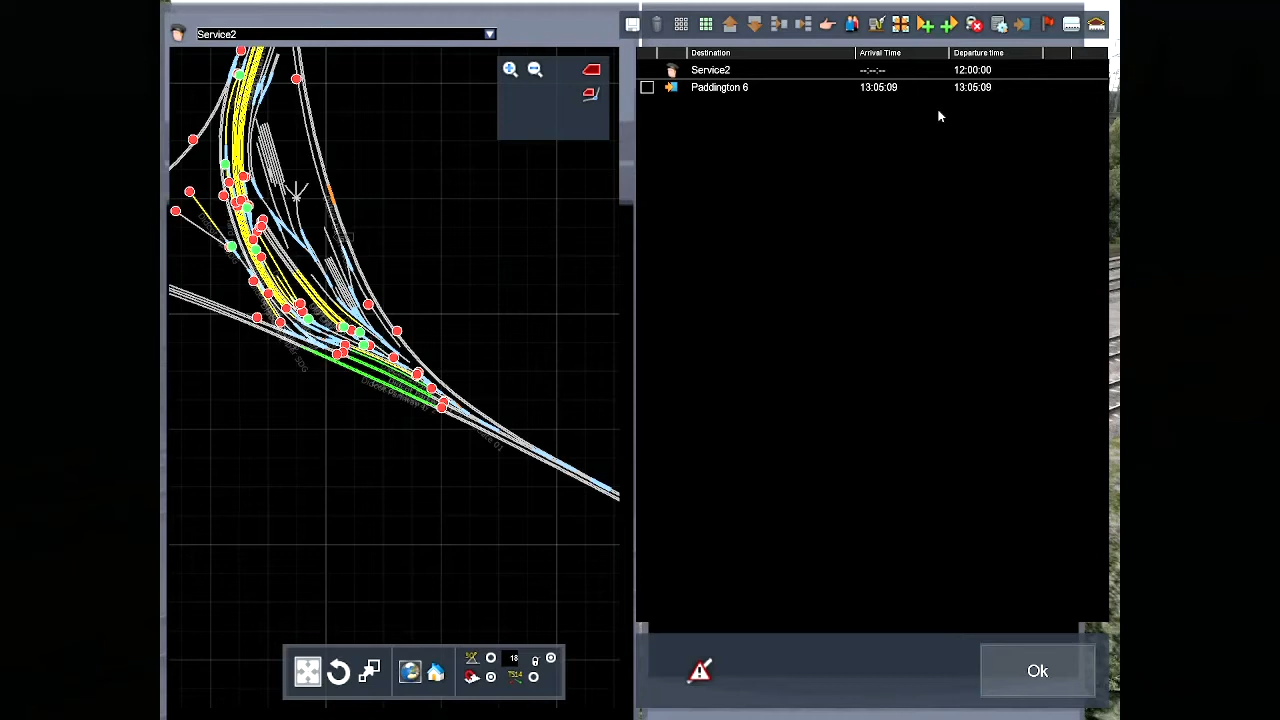 Service2
Destination
Arrival Time
Departure time
Service2
--:--:--
12:00:00
Paddington 6
13:05:09
13:05:09
18
Ok